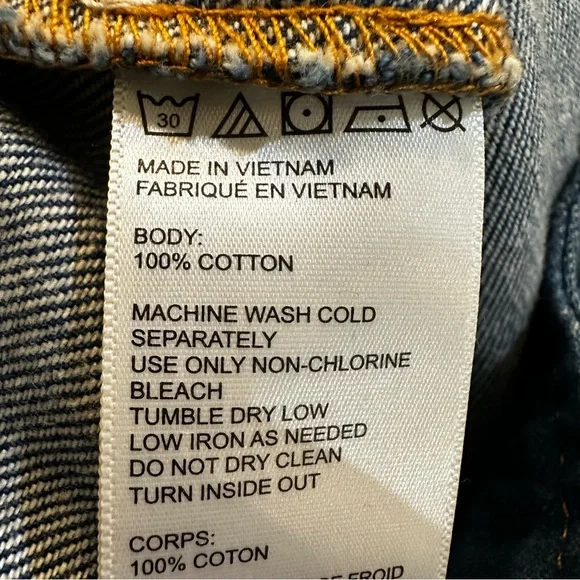 30
MADE IN VIETNAM
FABRIQUÉ EN VIETNAM
BODY:
100% COTTON
MACHINE WASH COLD
SEPARATELY
USE ONLY NON-CHLORINE
BLEACH
TUMBLE DRY LOW
LOW IRON AS NEEDED
DO NOT DRY CLEAN
TURN INSIDE OUT
CORPS:
100% COTON
FROID